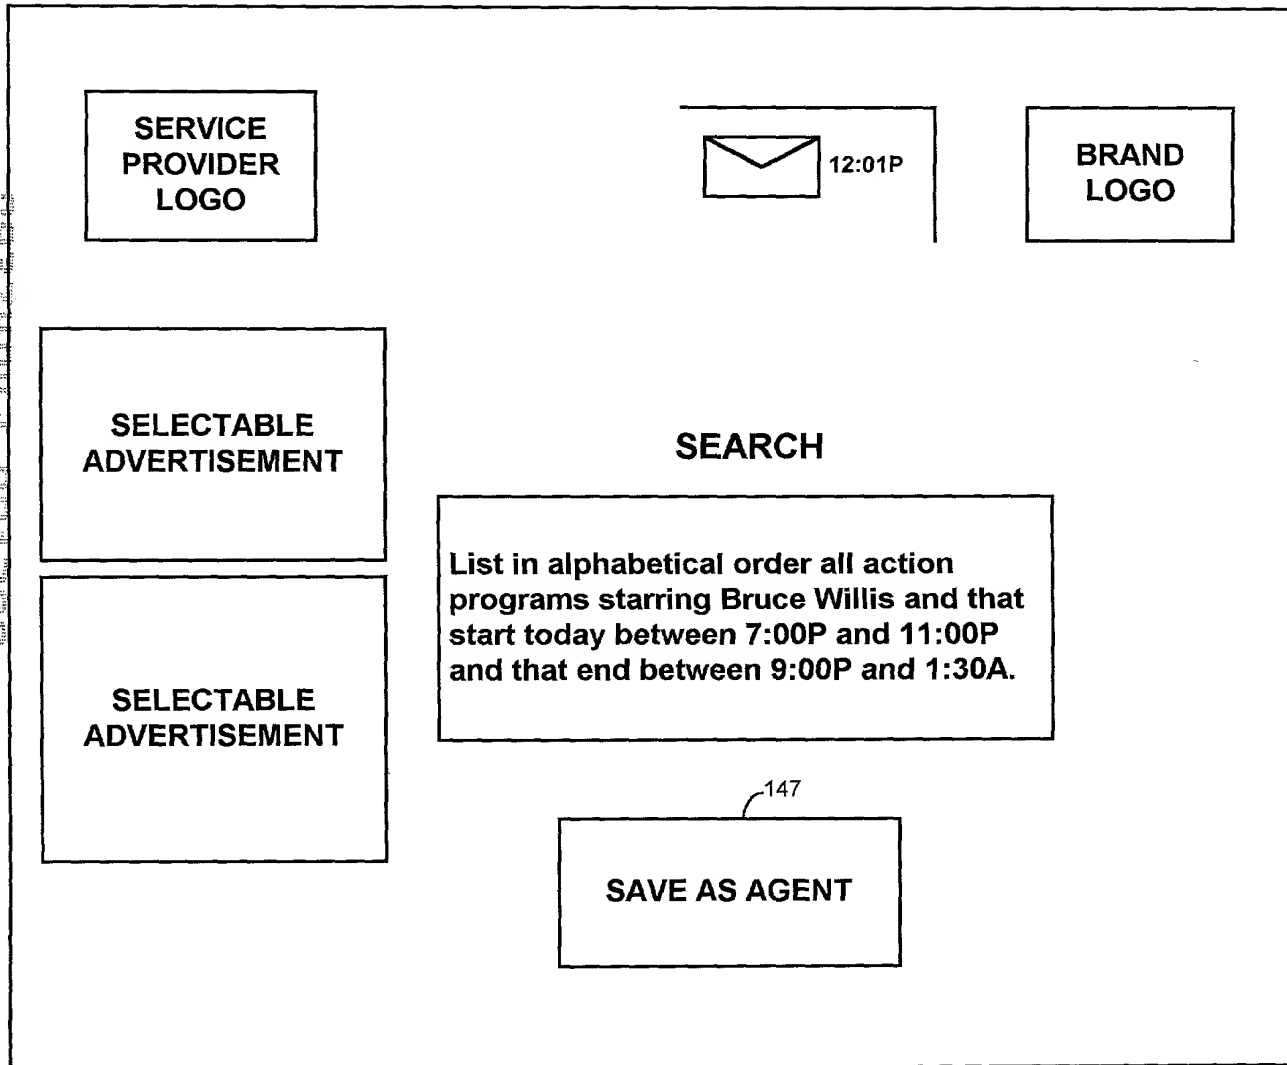 SERVICE
PROVIDER
LOGO
12:01P
BRAND
LOGO
SELECTABLE
ADVERTISEMENT
SEARCH
List in alphabetical order all action
programs starring Bruce Willis and that
start today between 7:00P and 11:00P
and that end between 9:00P and 1:30A.
SELECTABLE
ADVERTISEMENT
147
SAVE AS AGENT